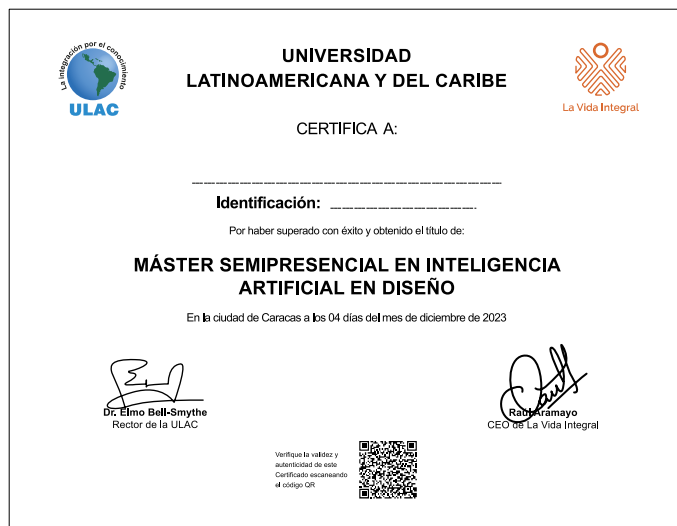 La integración por el conocimiento
ULAC
UNIVERSIDAD
LATINOAMERICANA Y DEL CARIBE
La Vida Integral
CERTIFICA A:
Identificación:
Por haber superado con éxito y obtenido el título de:
MÁSTER SEMIPRESENCIAL EN INTELIGENCIA
ARTIFICIAL EN DISEÑO
En la ciudad de Caracas a los 04 días del mes de diciembre de 2023
Dr. Elmo Bell-Smythe
Rector de la ULAC
Raúl Aramayo
CEO de La Vida Integral
Verifique la validez y
autenticidad de este
Certificado escaneando
el código QR